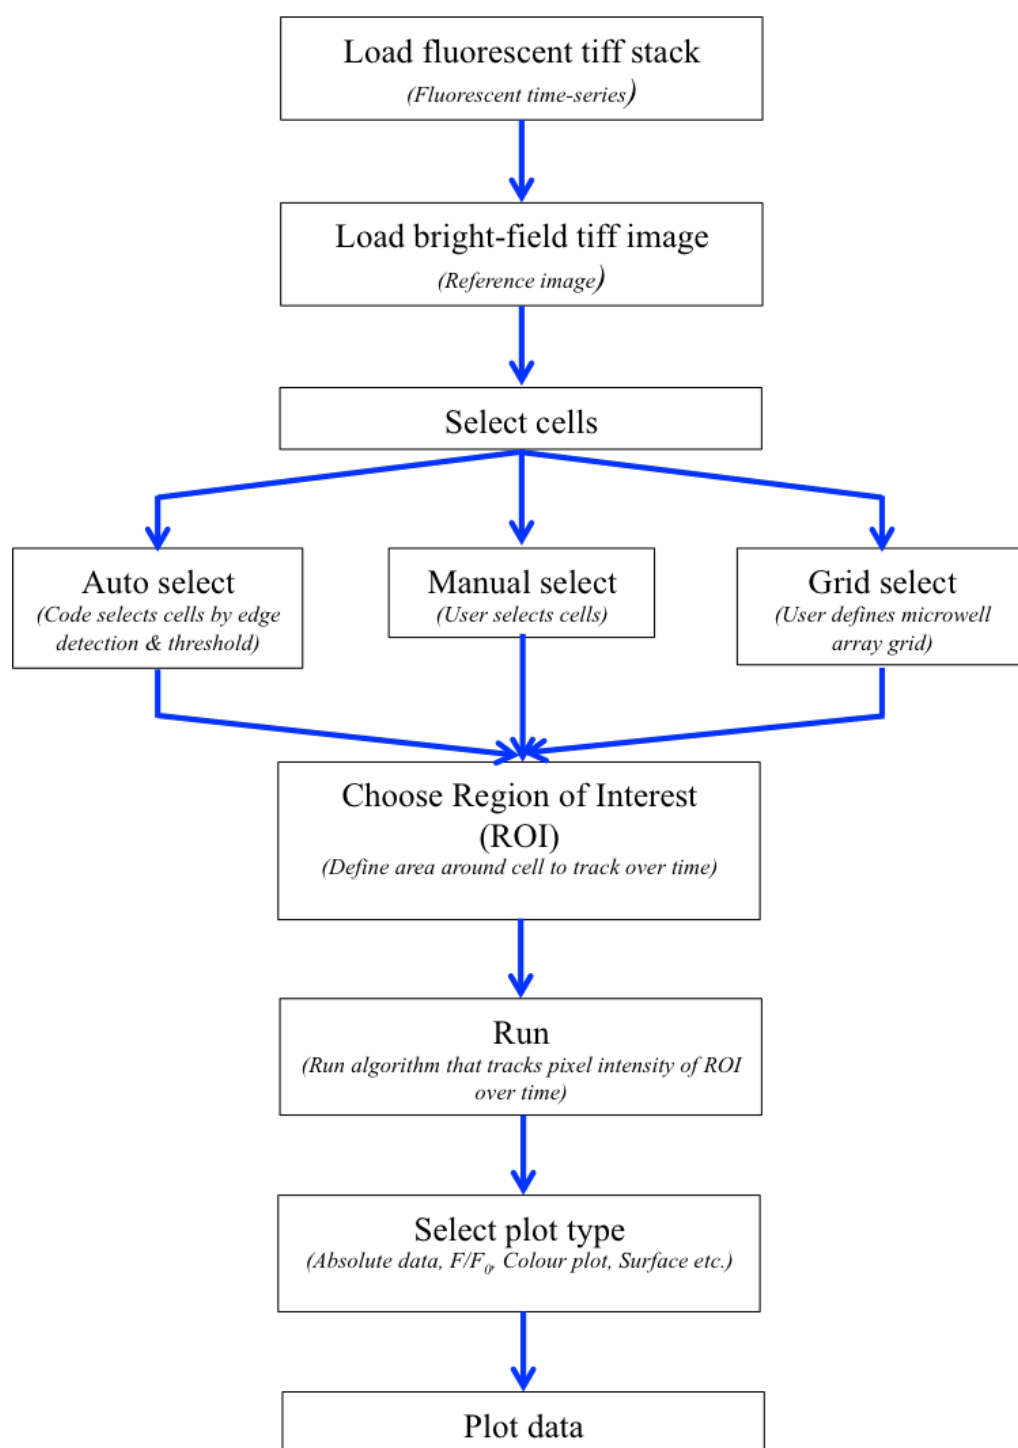 Load fluorescent tiff stack
(Fluorescent time-series)
Load bright-field tiff image
(Reference image)
Select cells
Auto select
(Code selects cells by edge
detection & threshold)
Manual select
(User selects cells)
Grid select
(User defines microwell
array grid)
Choose Region of Interest
(ROI)
(Define area around cell to track over time)
Run
(Run algorithm that tracks pixel intensity of ROI
over time)
Select plot type
(Absolute data, F/F₀, Colour plot, Surface etc.)
Plot data